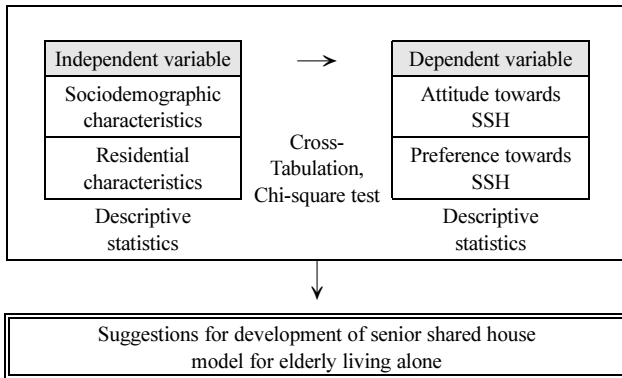 Independent variable
Sociodemographic
characteristics
Residential
characteristics
Descriptive
statistics
Cross-
Tabulation,
Chi-square test
Dependent variable
Attitude towards
SSH
Preference towards
SSH
Descriptive
statistics
Suggestions for development of senior shared house
model for elderly living alone